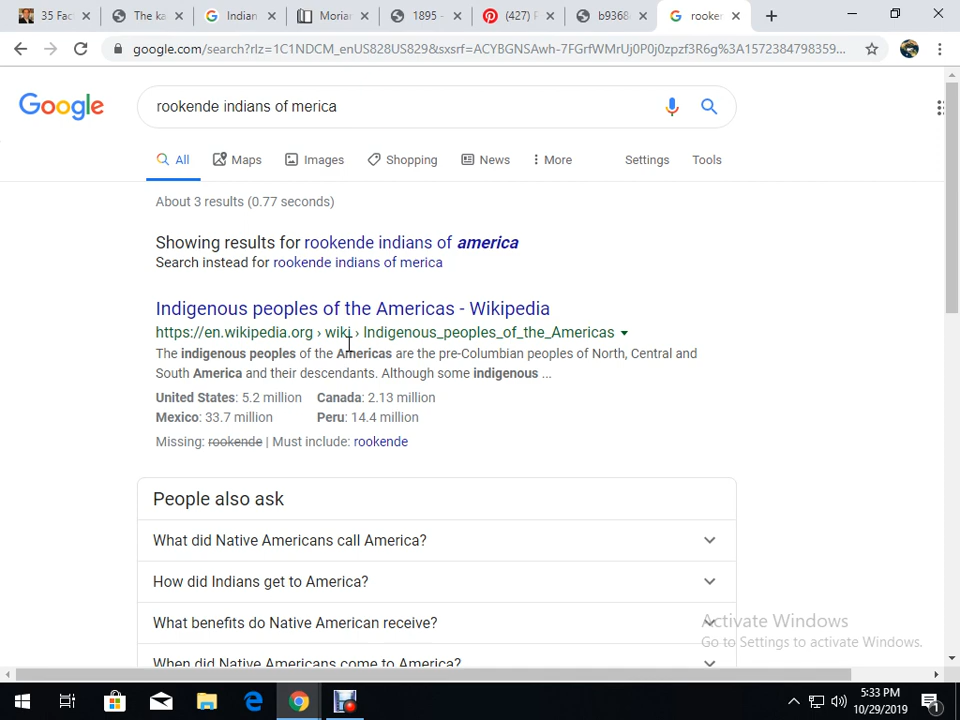 35 Fac
The ka
Indian
Morian
1895 -
(427) P
b9368
rooken
google.com/search?rlz=1C1NDCM_enUS828US829&sxsrf=ACYBGNSAwh-7FGrfWMrUj0P0j0zpzf3R6g%3A1572384798359...
Google
rookende indians of merica
All
Maps
Images
Shopping
News
More
Settings
Tools
About 3 results (0.77 seconds)
Showing results for rookende indians of america
Search instead for rookende indians of merica
Indigenous peoples of the Americas - Wikipedia
https://en.wikipedia.org › wiki › Indigenous_peoples_of_the_Americas
The indigenous peoples of the Americas are the pre-Columbian peoples of North, Central and
South America and their descendants. Although some indigenous ...
United States: 5.2 million Canada: 2.13 million
Mexico: 33.7 million Peru: 14.4 million
Missing: rookende | Must include: rookende
People also ask
What did Native Americans call America?
How did Indians get to America?
What benefits do Native American receive?
When did Native Americans come to America?
Activate Windows
Go to Settings to activate Windows.
5:33 PM
10/29/2019
1